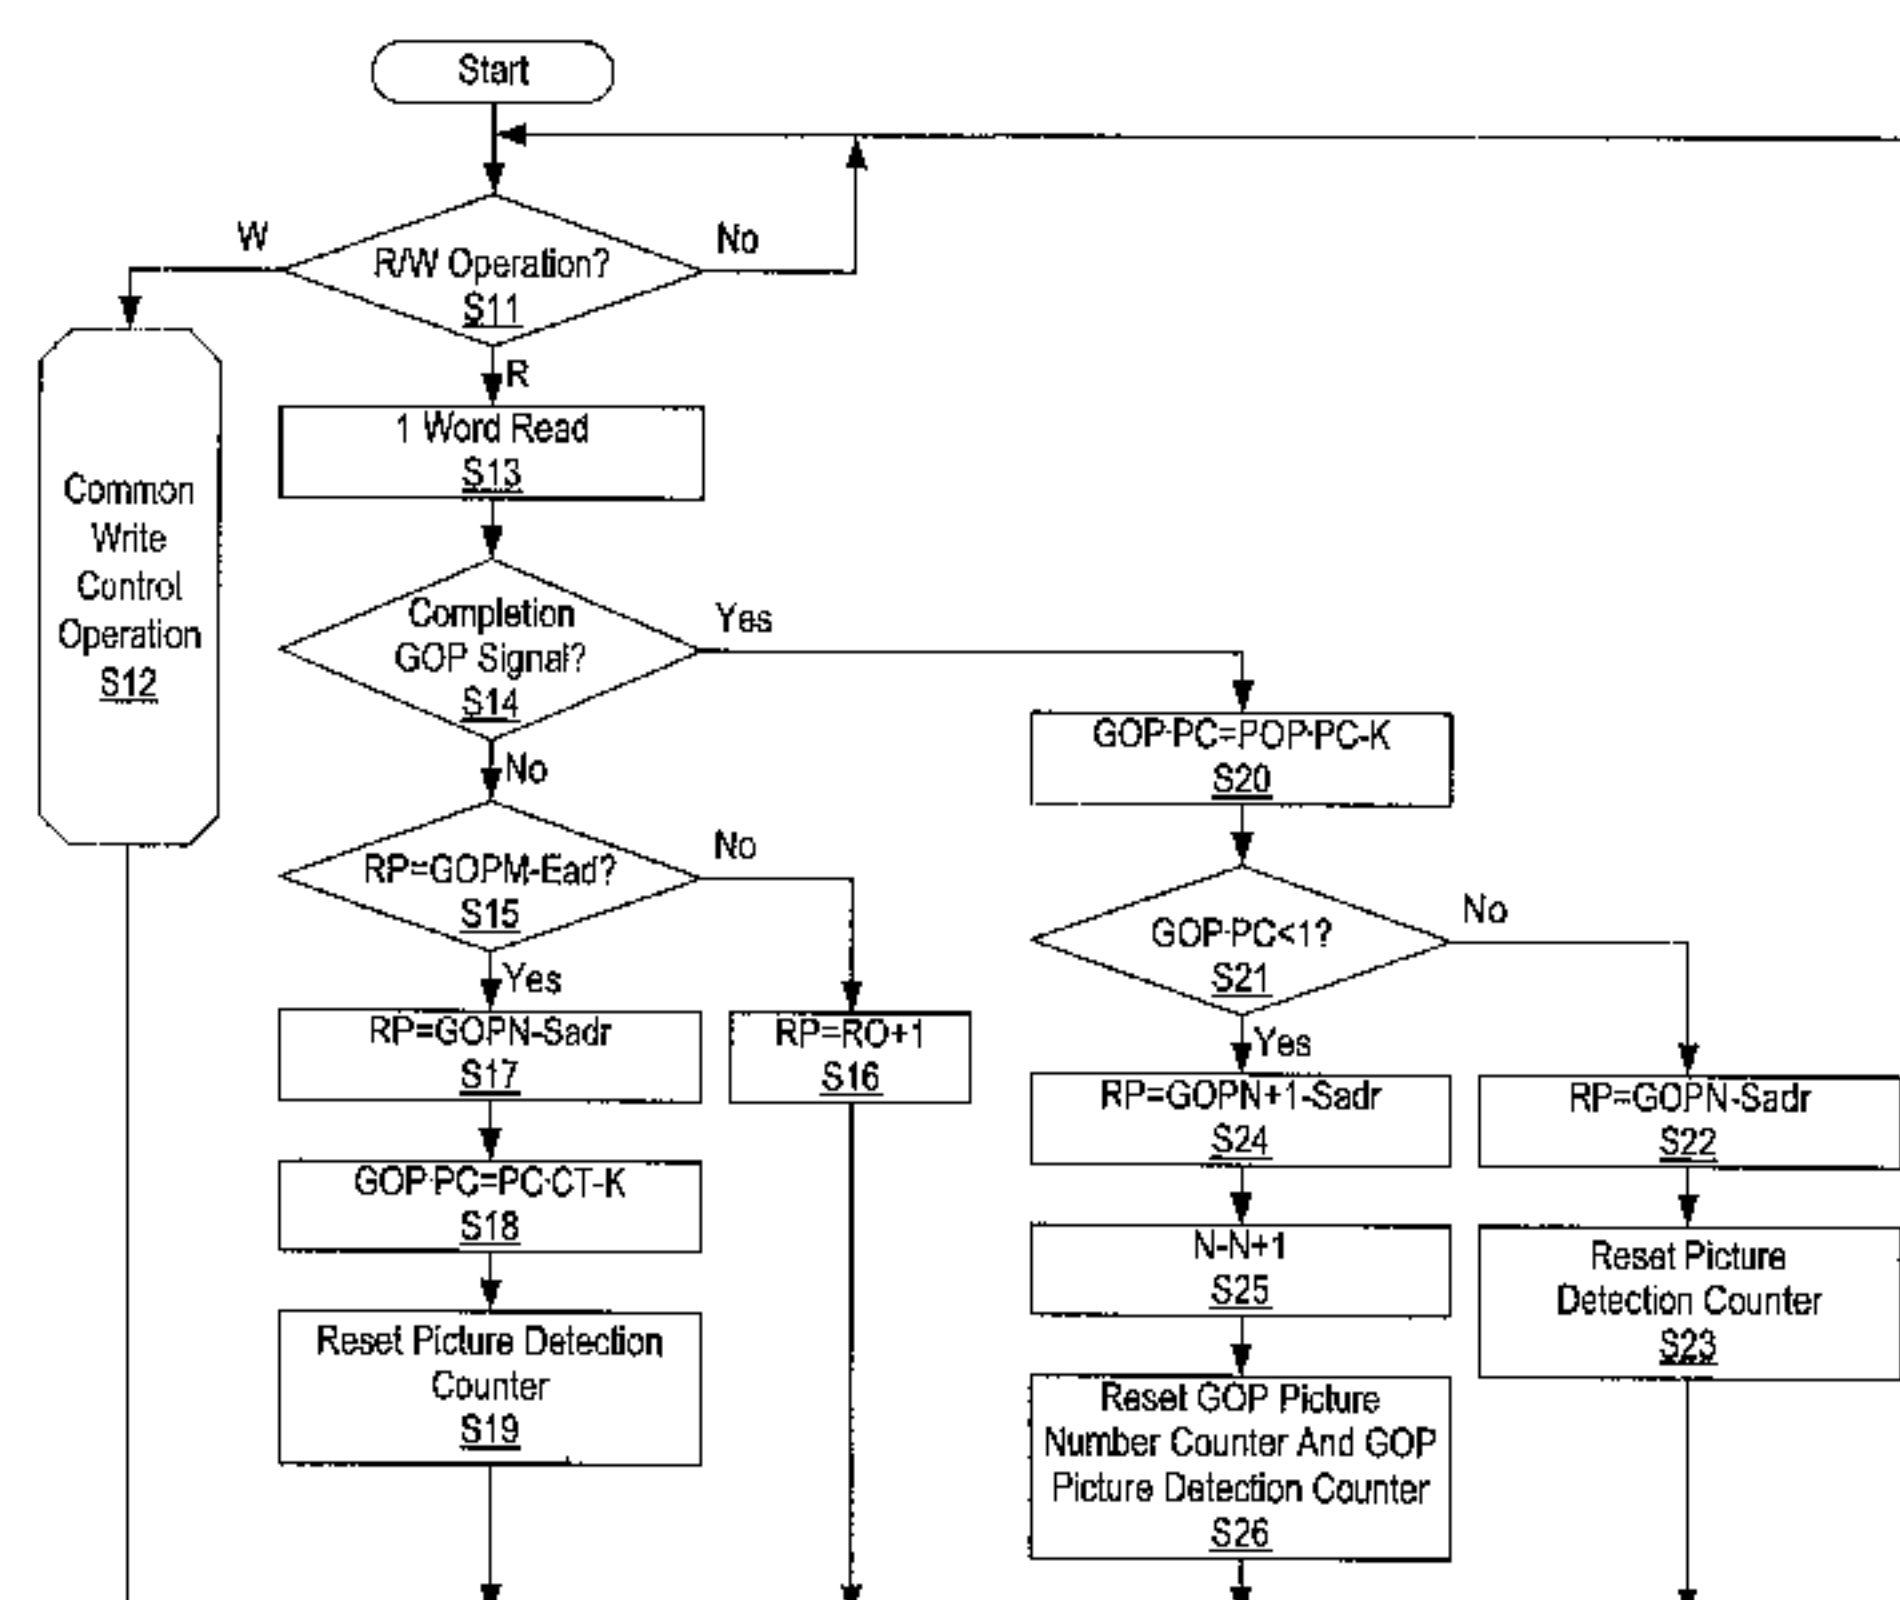 Start
W
No
R/W Operation?
S11
R
1 Word Read
S13
Common
Write
Control
Operation
S12
Completion
GOP Signal?
S14
Yes
No
GOP·PC=POP·PC-K
S20
RP=GOPM-Ead?
S15
No
Yes
GOP·PC<1?
S21
No
Yes
RP=GOPN-Sadr
S17
RP=RO+1
S16
RP=GOPN+1-Sadr
S24
RP=GOPN-Sadr
S22
GOP·PC=PC·CT-K
S18
N-N+1
S25
Reset Picture
Detection Counter
S23
Reset Picture Detection
Counter
S19
Reset GOP Picture
Number Counter And GOP
Picture Detection Counter
S26